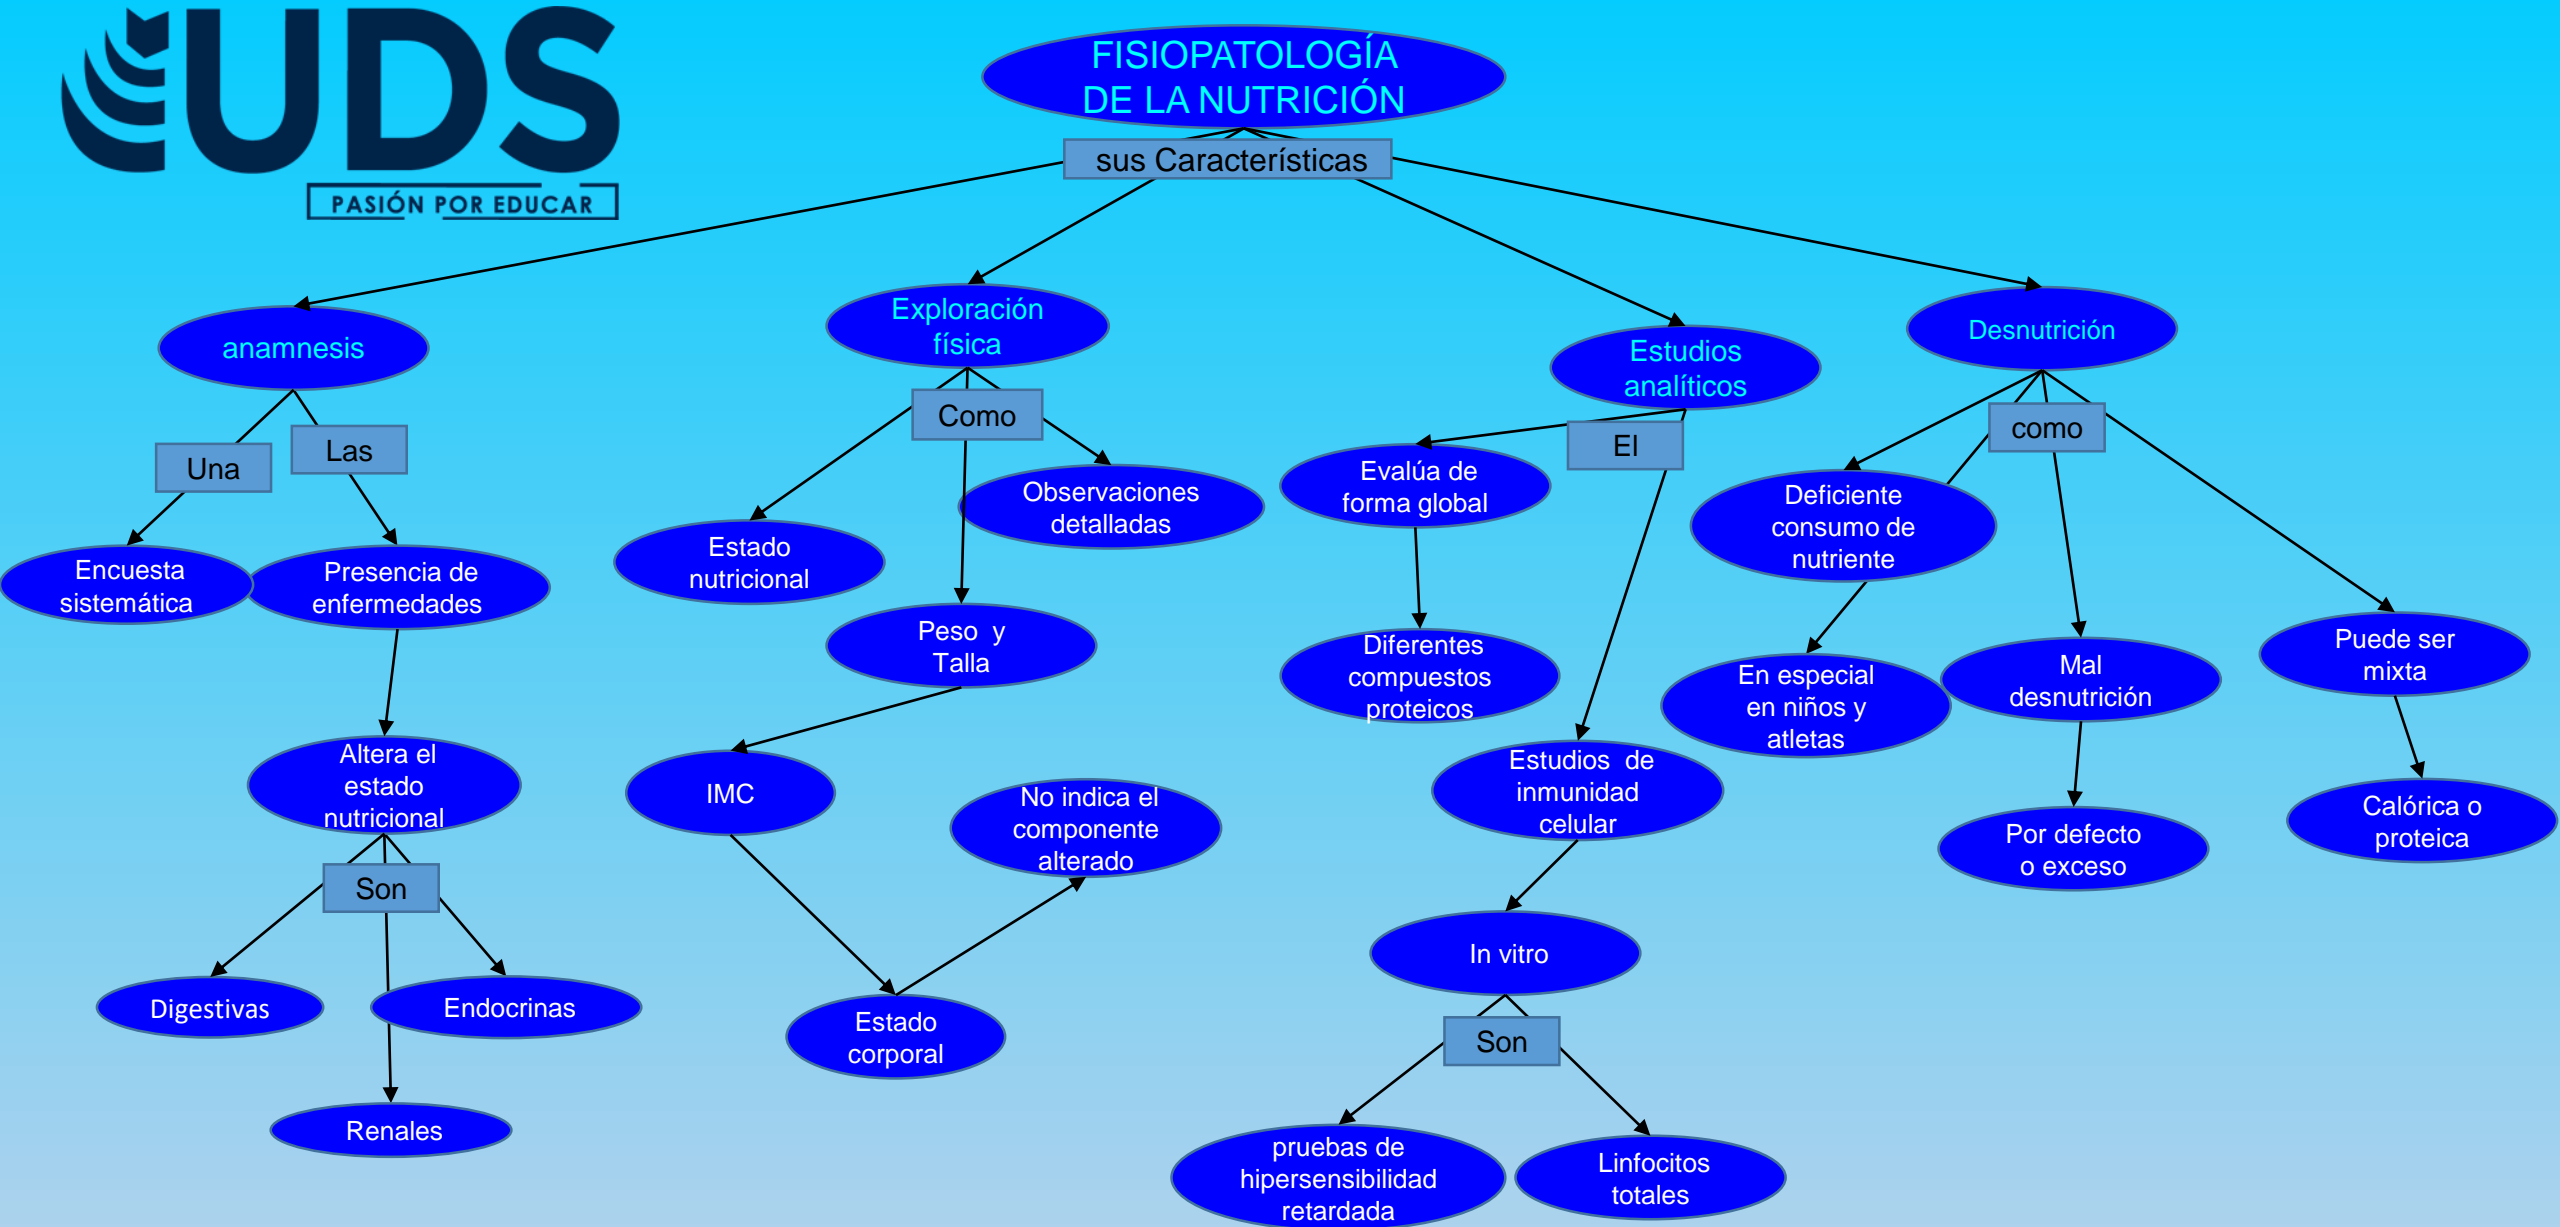 UDS
PASIÓN POR EDUCAR
FISIOPATOLOGÍA
DE LA NUTRICIÓN
sus Características
anamnesis
Una
Las
Encuesta
sistemática
Presencia de
enfermedades
Altera el
estado
nutricional
Son
Digestivas
Endocrinas
Renales
Exploración
física
Como
Estado
nutricional
Observaciones
detalladas
Peso y
Talla
IMC
No indica el
componente
alterado
Estado
corporal
Estudios
analíticos
El
Evalúa de
forma global
Diferentes
compuestos
proteicos
Estudios de
inmunidad
celular
In vitro
Son
pruebas de
hipersensibilidad
retardada
Linfocitos
totales
Desnutrición
como
Deficiente
consumo de
nutriente
En especial
en niños y
atletas
Mal
desnutrición
Por defecto
o exceso
Puede ser
mixta
Calórica o
proteica